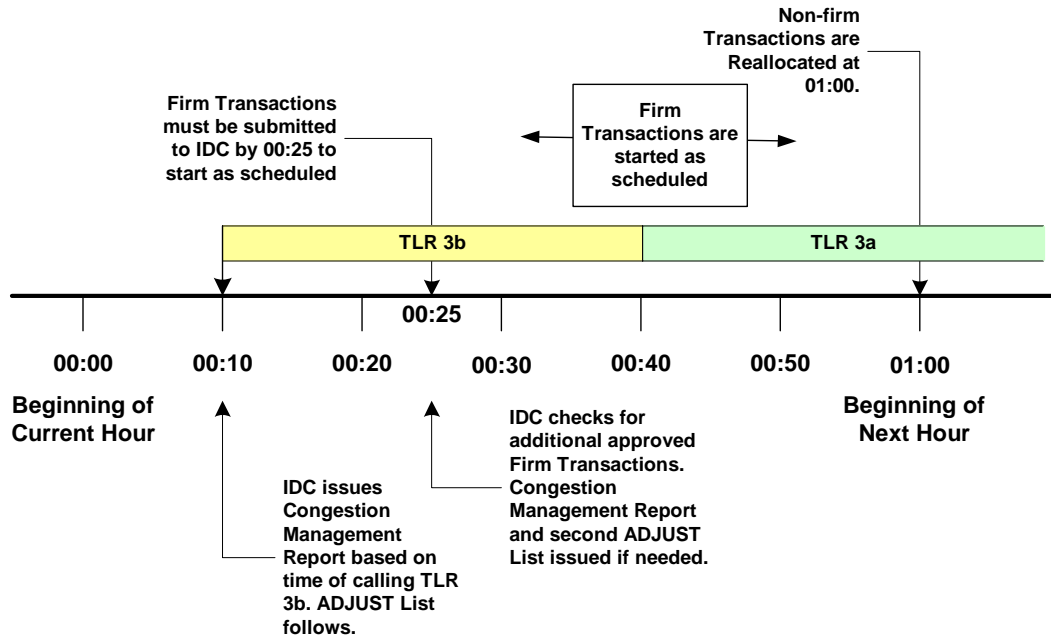 Non-firm
Transactions are
Reallocated at
01:00.
Firm Transactions
must be submitted
to IDC by 00:25 to
start as scheduled
Firm
Transactions are
started as
scheduled
TLR 3b
TLR 3a
00:25
00:00
00:10
00:20
00:30
00:40
00:50
01:00
Beginning of
Current Hour
Beginning of
Next Hour
IDC issues
Congestion
Management
Report based on
time of calling TLR
3b. ADJUST List
follows.
IDC checks for
additional approved
Firm Transactions.
Congestion
Management Report
and second ADJUST
List issued if needed.